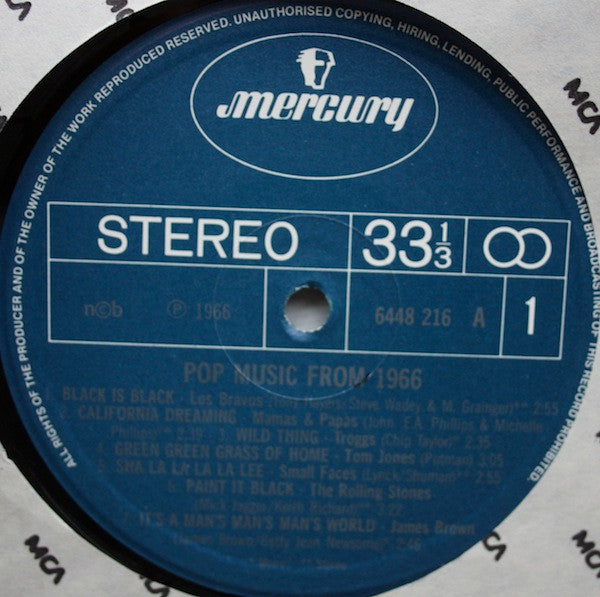 ALL RIGHTS OF THE PRODUCER AND OF THE OWNER OF THE WORK REPRODUCED RESERVED. UNAUTHORISED COPYING, HIRING, LENDING, PUBLIC PERFORMANCE AND BROADCASTING OF THIS RECORD PROHIBITED.
mercury
STEREO 33 1/3
n©b ℗ 1966 6448 216 A 1
POP MUSIC FROM 1966
1. BLACK IS BLACK - Los Bravos - Steve Wadey & M. Grainger) 2:55
2. CALIFORNIA DREAMING - Mamas & Papas (John. E.A. Phillips & Michelle
Phillips) 2.39 - 3. WILD THING - Troggs (Chip Taylor) 2.35
4. GREEN GREEN GRASS OF HOME - Tom Jones (Putman) 3:05
5. SHA LA LA LA LA LEE - Small Faces (Lynch/Shuman) 2:55
6. PAINT IT BLACK - The Rolling Stones
(Mick Jagger/Keith Richard) 3:22
7. IT'S A MAN'S MAN'S MAN'S WORLD - James Brown
(James Brown/Betty Jean Newsome) 2:46
MCA
MCA
MCA
MCA